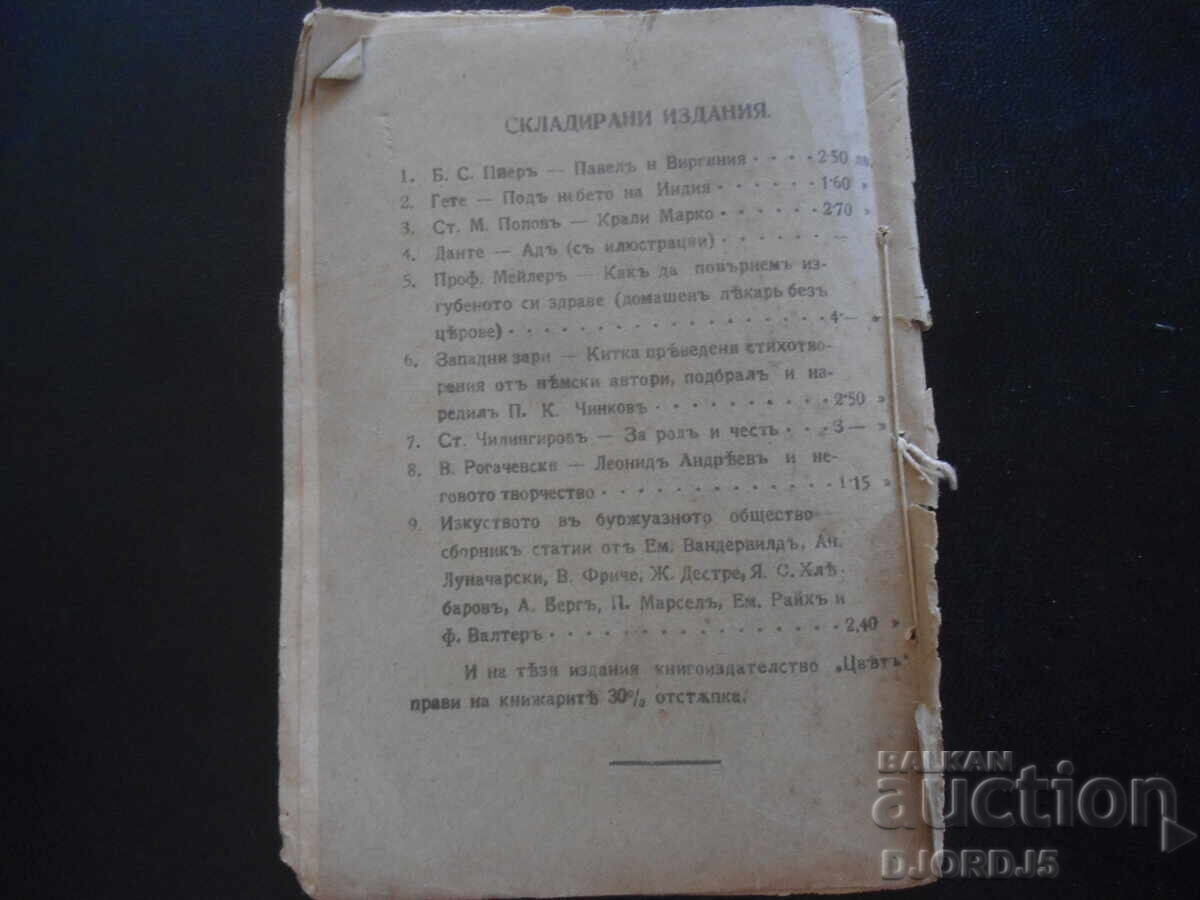 СКЛАДИРАНИ ИЗДАНИЯ.
1. Б. С. Пиеръ — Павелъ и Виргиния · · · · 2·50 лв.
2. Гете — Подъ небето на Индия · · · · · · 1·60 »
3. Ст. М. Поповъ — Крали Марко · · · · · · 2·70 »
4. Данте — Адъ (съ илюстрации) · · · · · · —
5. Проф. Мейлеръ — Какъ да повърнемъ из-
губеното си здраве (домашенъ лѣкарь безъ
цѣрове) · · · · · · · · · · · · · · · · · 4·— »
6. Западни зари — Китка прѣведени стихотво-
рения отъ нѣмски автори, подбралъ и на-
редилъ П. К. Чинковъ · · · · · · · · · · 2·50 »
7. Ст. Чилингировъ — За родъ и честь · · · 3 — »
8. В. Рогачевски — Леонидъ Андрѣевъ и не-
говото творчество · · · · · · · · · · · · 1·15 »
9. Изкуството въ буржуазното общество —
сборникъ статии отъ Ем. Вандервилдъ, Ан.
Луначарски, В. Фриче, Ж. Дестре, Я. С. Хлѣ-
баровъ, А. Бергъ, П. Марселъ, Ем. Райхъ и
ф. Валтеръ · · · · · · · · · · · · · · · 2,40 »
И на тѣзи издания книгоиздателство „Цвѣтъ“
прави на книжаритѣ 30% отстѫпка.
BALKAN
auction
DJORDJ5